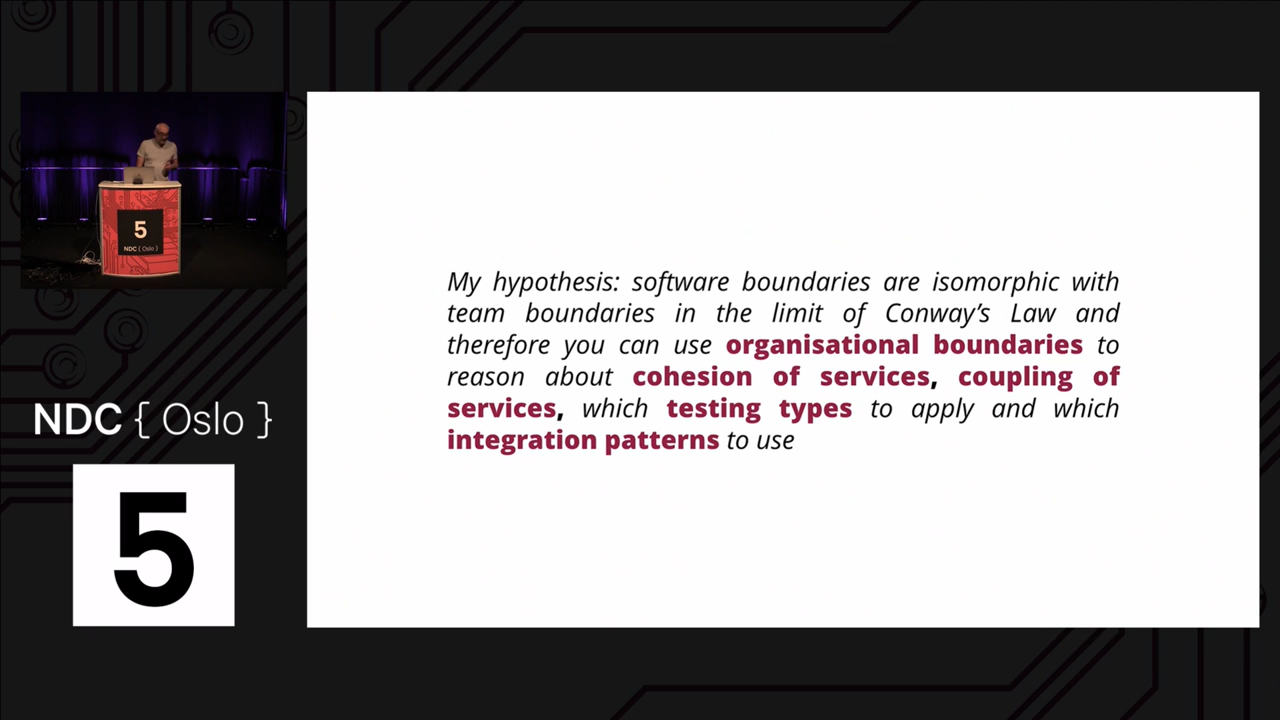 5
NDC { Oslo }
NDC { Oslo }
5
My hypothesis: software boundaries are isomorphic with
team boundaries in the limit of Conway’s Law and
therefore you can use organisational boundaries to
reason about cohesion of services, coupling of
services, which testing types to apply and which
integration patterns to use